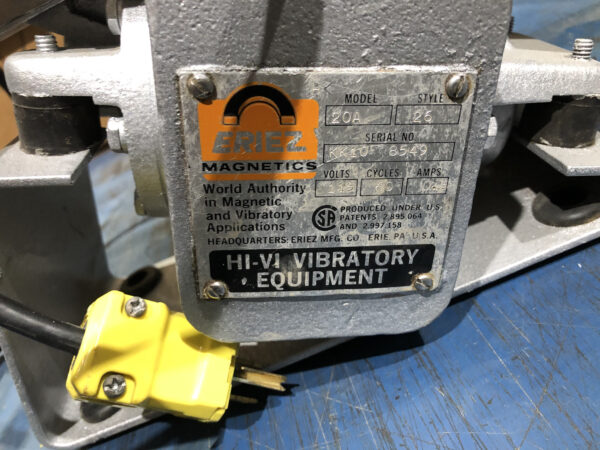 ERIEZ
MAGNETICS
World Authority
in Magnetic
and Vibratory
Applications
HEADQUARTERS: ERIEZ MFG. CO. ERIE, PA. U.S.A.
MODEL STYLE
20A 26
SERIAL NO.
8549
VOLTS CYCLES AMPS
60
SA
PRODUCED UNDER U.S.
PATENTS 2,895,064
AND 2,997,158
HI-VI VIBRATORY
EQUIPMENT